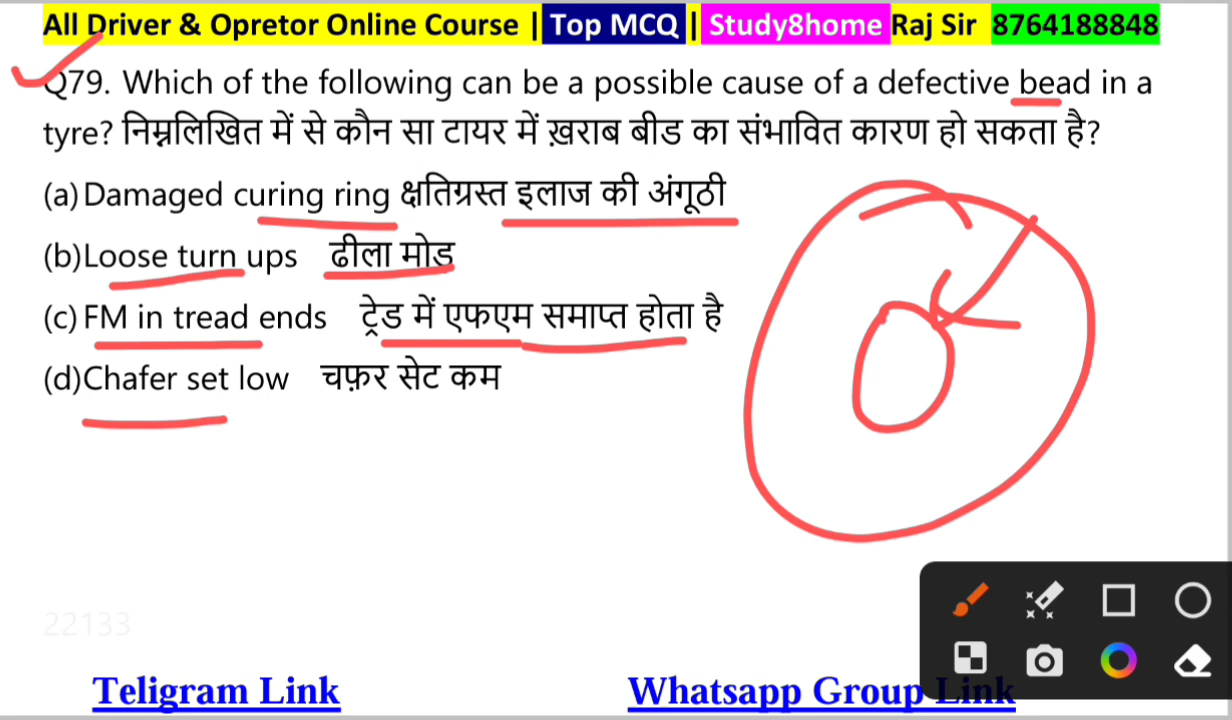 All Driver & Opretor Online Course | Top MCQ | Study8home Raj Sir 8764188848
Q79. Which of the following can be a possible cause of a defective bead in a
tyre? निम्नलिखित में से कौन सा टायर में ख़राब बीड का संभावित कारण हो सकता है?
(a) Damaged curing ring क्षतिग्रस्त इलाज की अंगूठी
(b)Loose turn ups ढीला मोड
(c) FM in tread ends ट्रेड में एफएम समाप्त होता है
(d)Chafer set low चफ़र सेट कम
22133
Teligram Link
Whatsapp Group Link